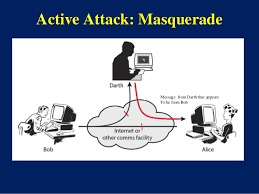 Active Attack: Masquerade
Darth
Message from Darth that appears
To be from Bob
Internet or
other comms facility
Bob
Alice